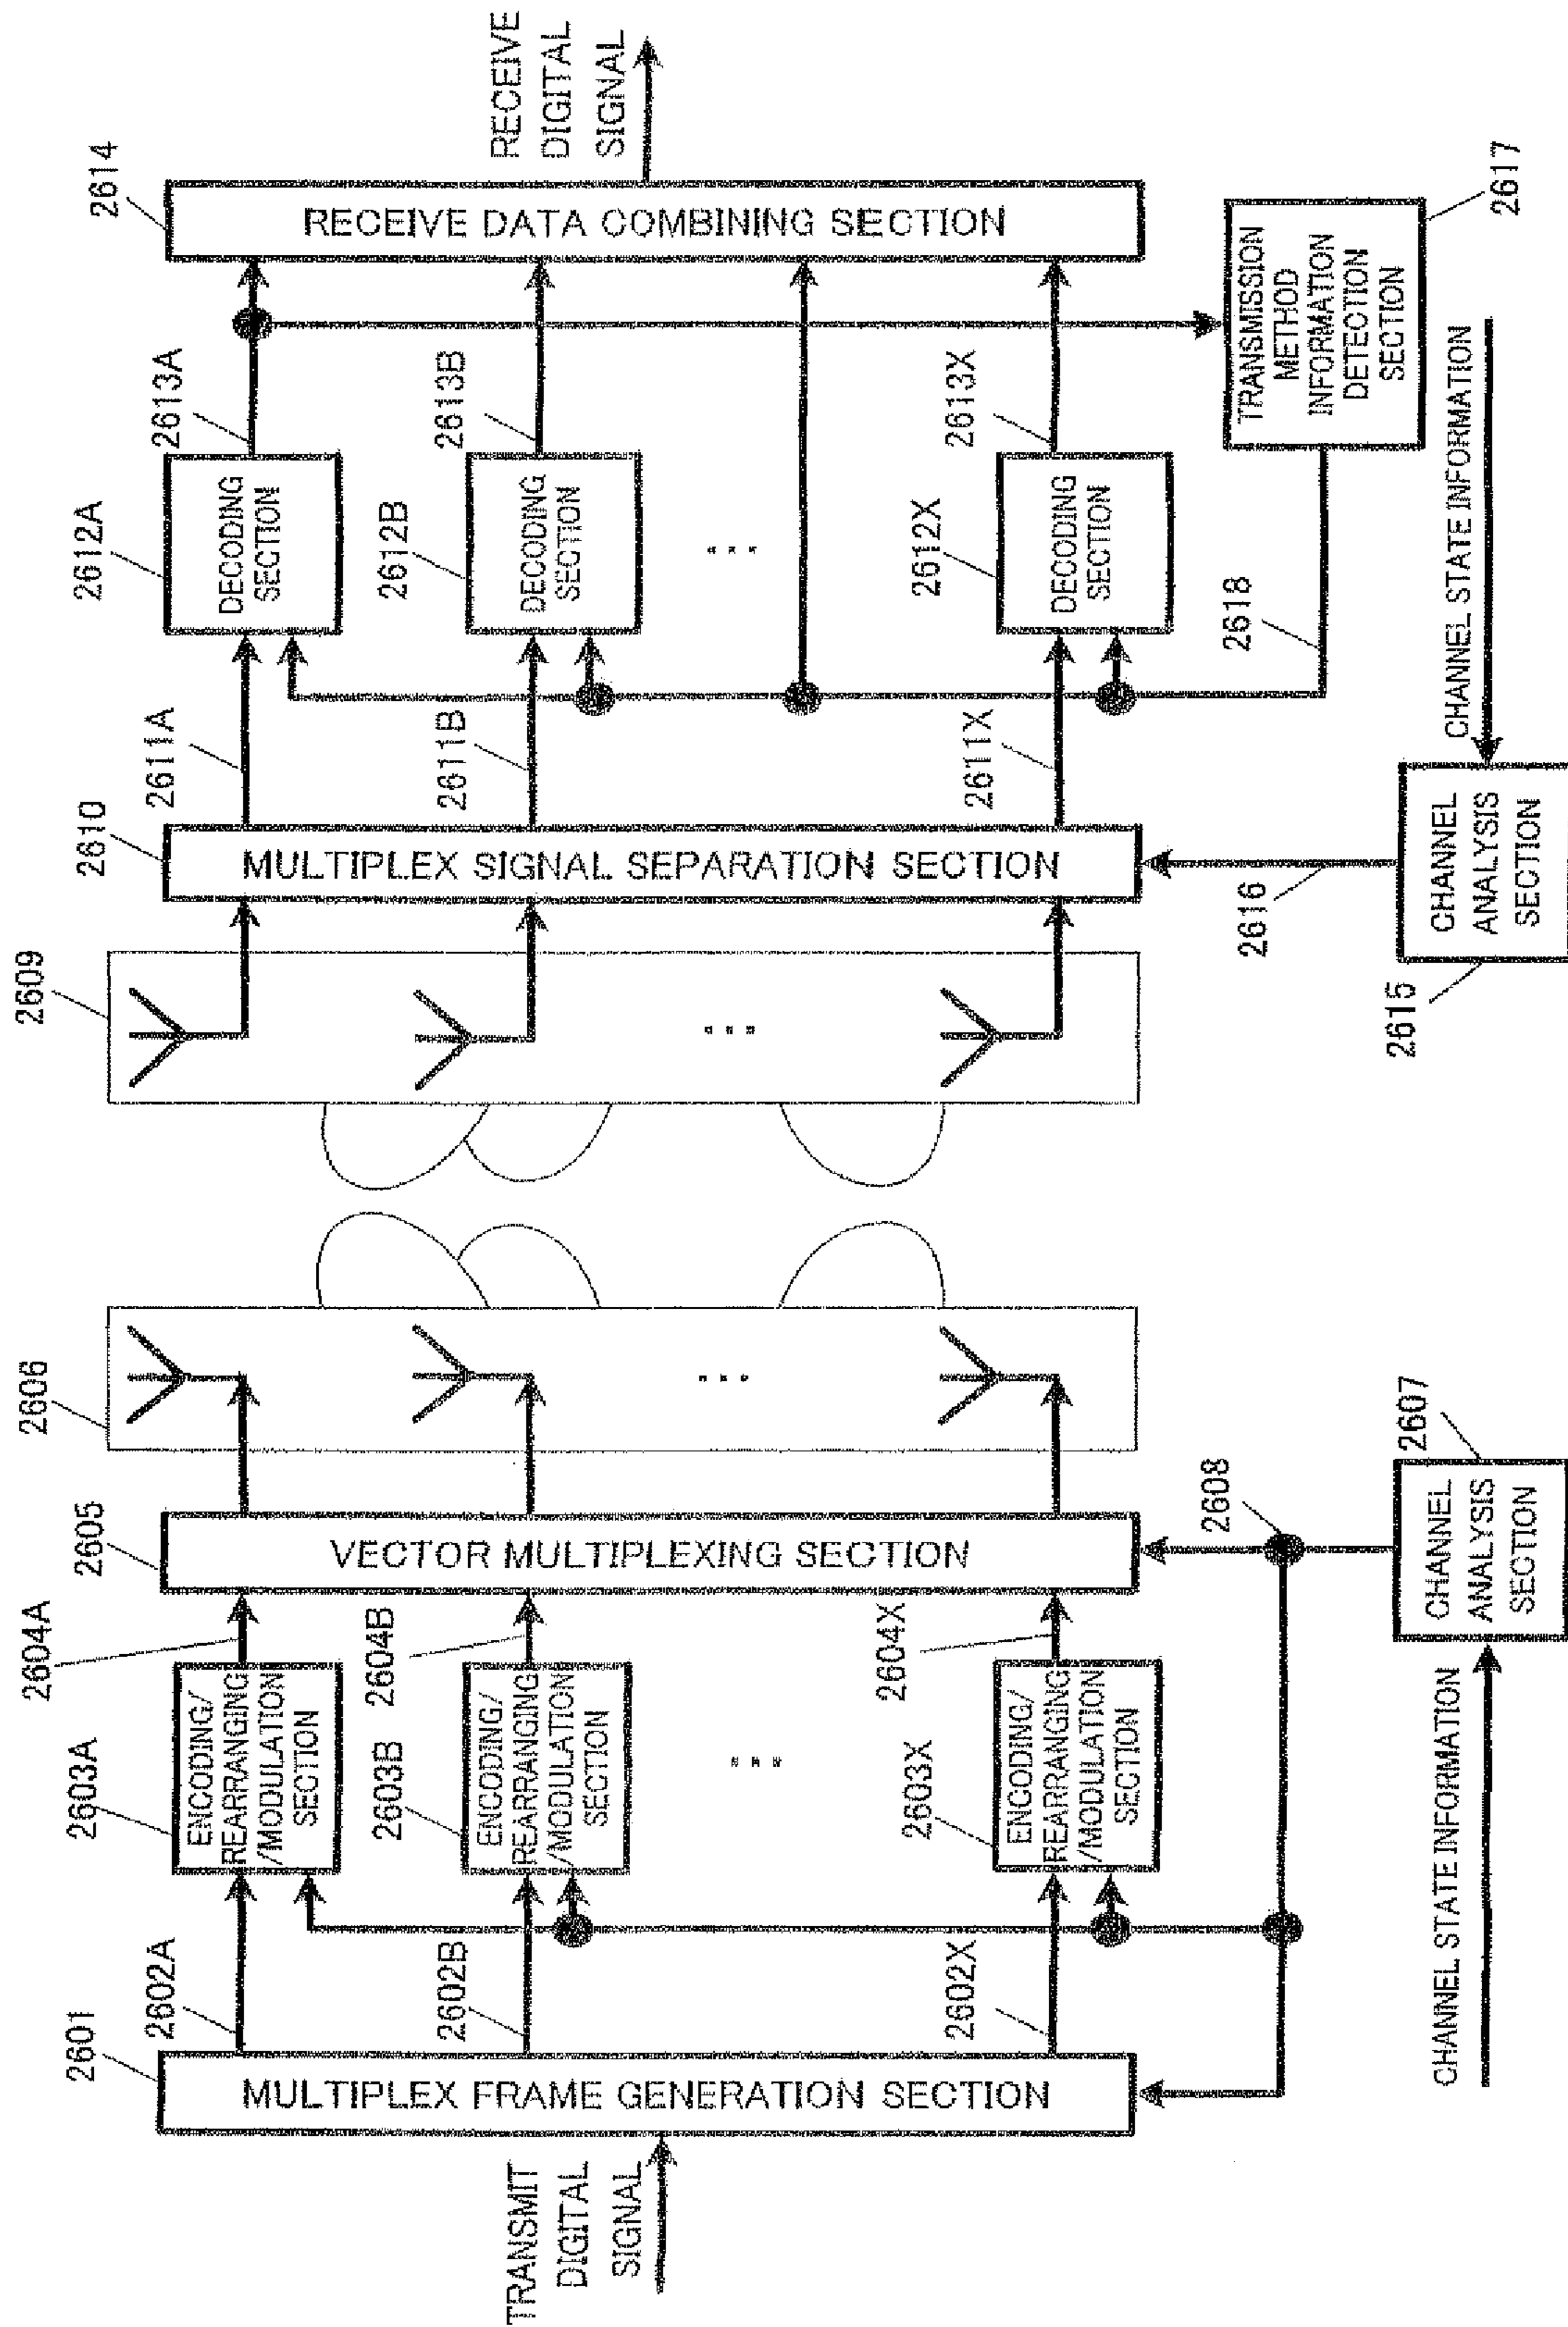 TRANSMIT
DIGITAL
SIGNAL
2601
MULTIPLEX FRAME GENERATION SECTION
2602A
2602B
2602X
2603A
ENCODING/
REARRANGING
/MODULATION
SECTION
2603B
ENCODING/
REARRANGING
/MODULATION
SECTION
...
2603X
ENCODING/
REARRANGING
/MODULATION
SECTION
2604A
2604B
2604X
2605
VECTOR MULTIPLEXING SECTION
2606
...
2608
2607
CHANNEL
ANALYSIS
SECTION
CHANNEL STATE INFORMATION
2609
...
2610
MULTIPLEX SIGNAL SEPARATION SECTION
2611A
2611B
2611X
2612A
DECODING
SECTION
2612B
DECODING
SECTION
...
2612X
DECODING
SECTION
2613A
2613B
2613X
2614
RECEIVE DATA COMBINING SECTION
RECEIVE
DIGITAL
SIGNAL
2616
2615
CHANNEL
ANALYSIS
SECTION
2618
2617
TRANSMISSION
METHOD
INFORMATION
DETECTION
SECTION
CHANNEL STATE INFORMATION